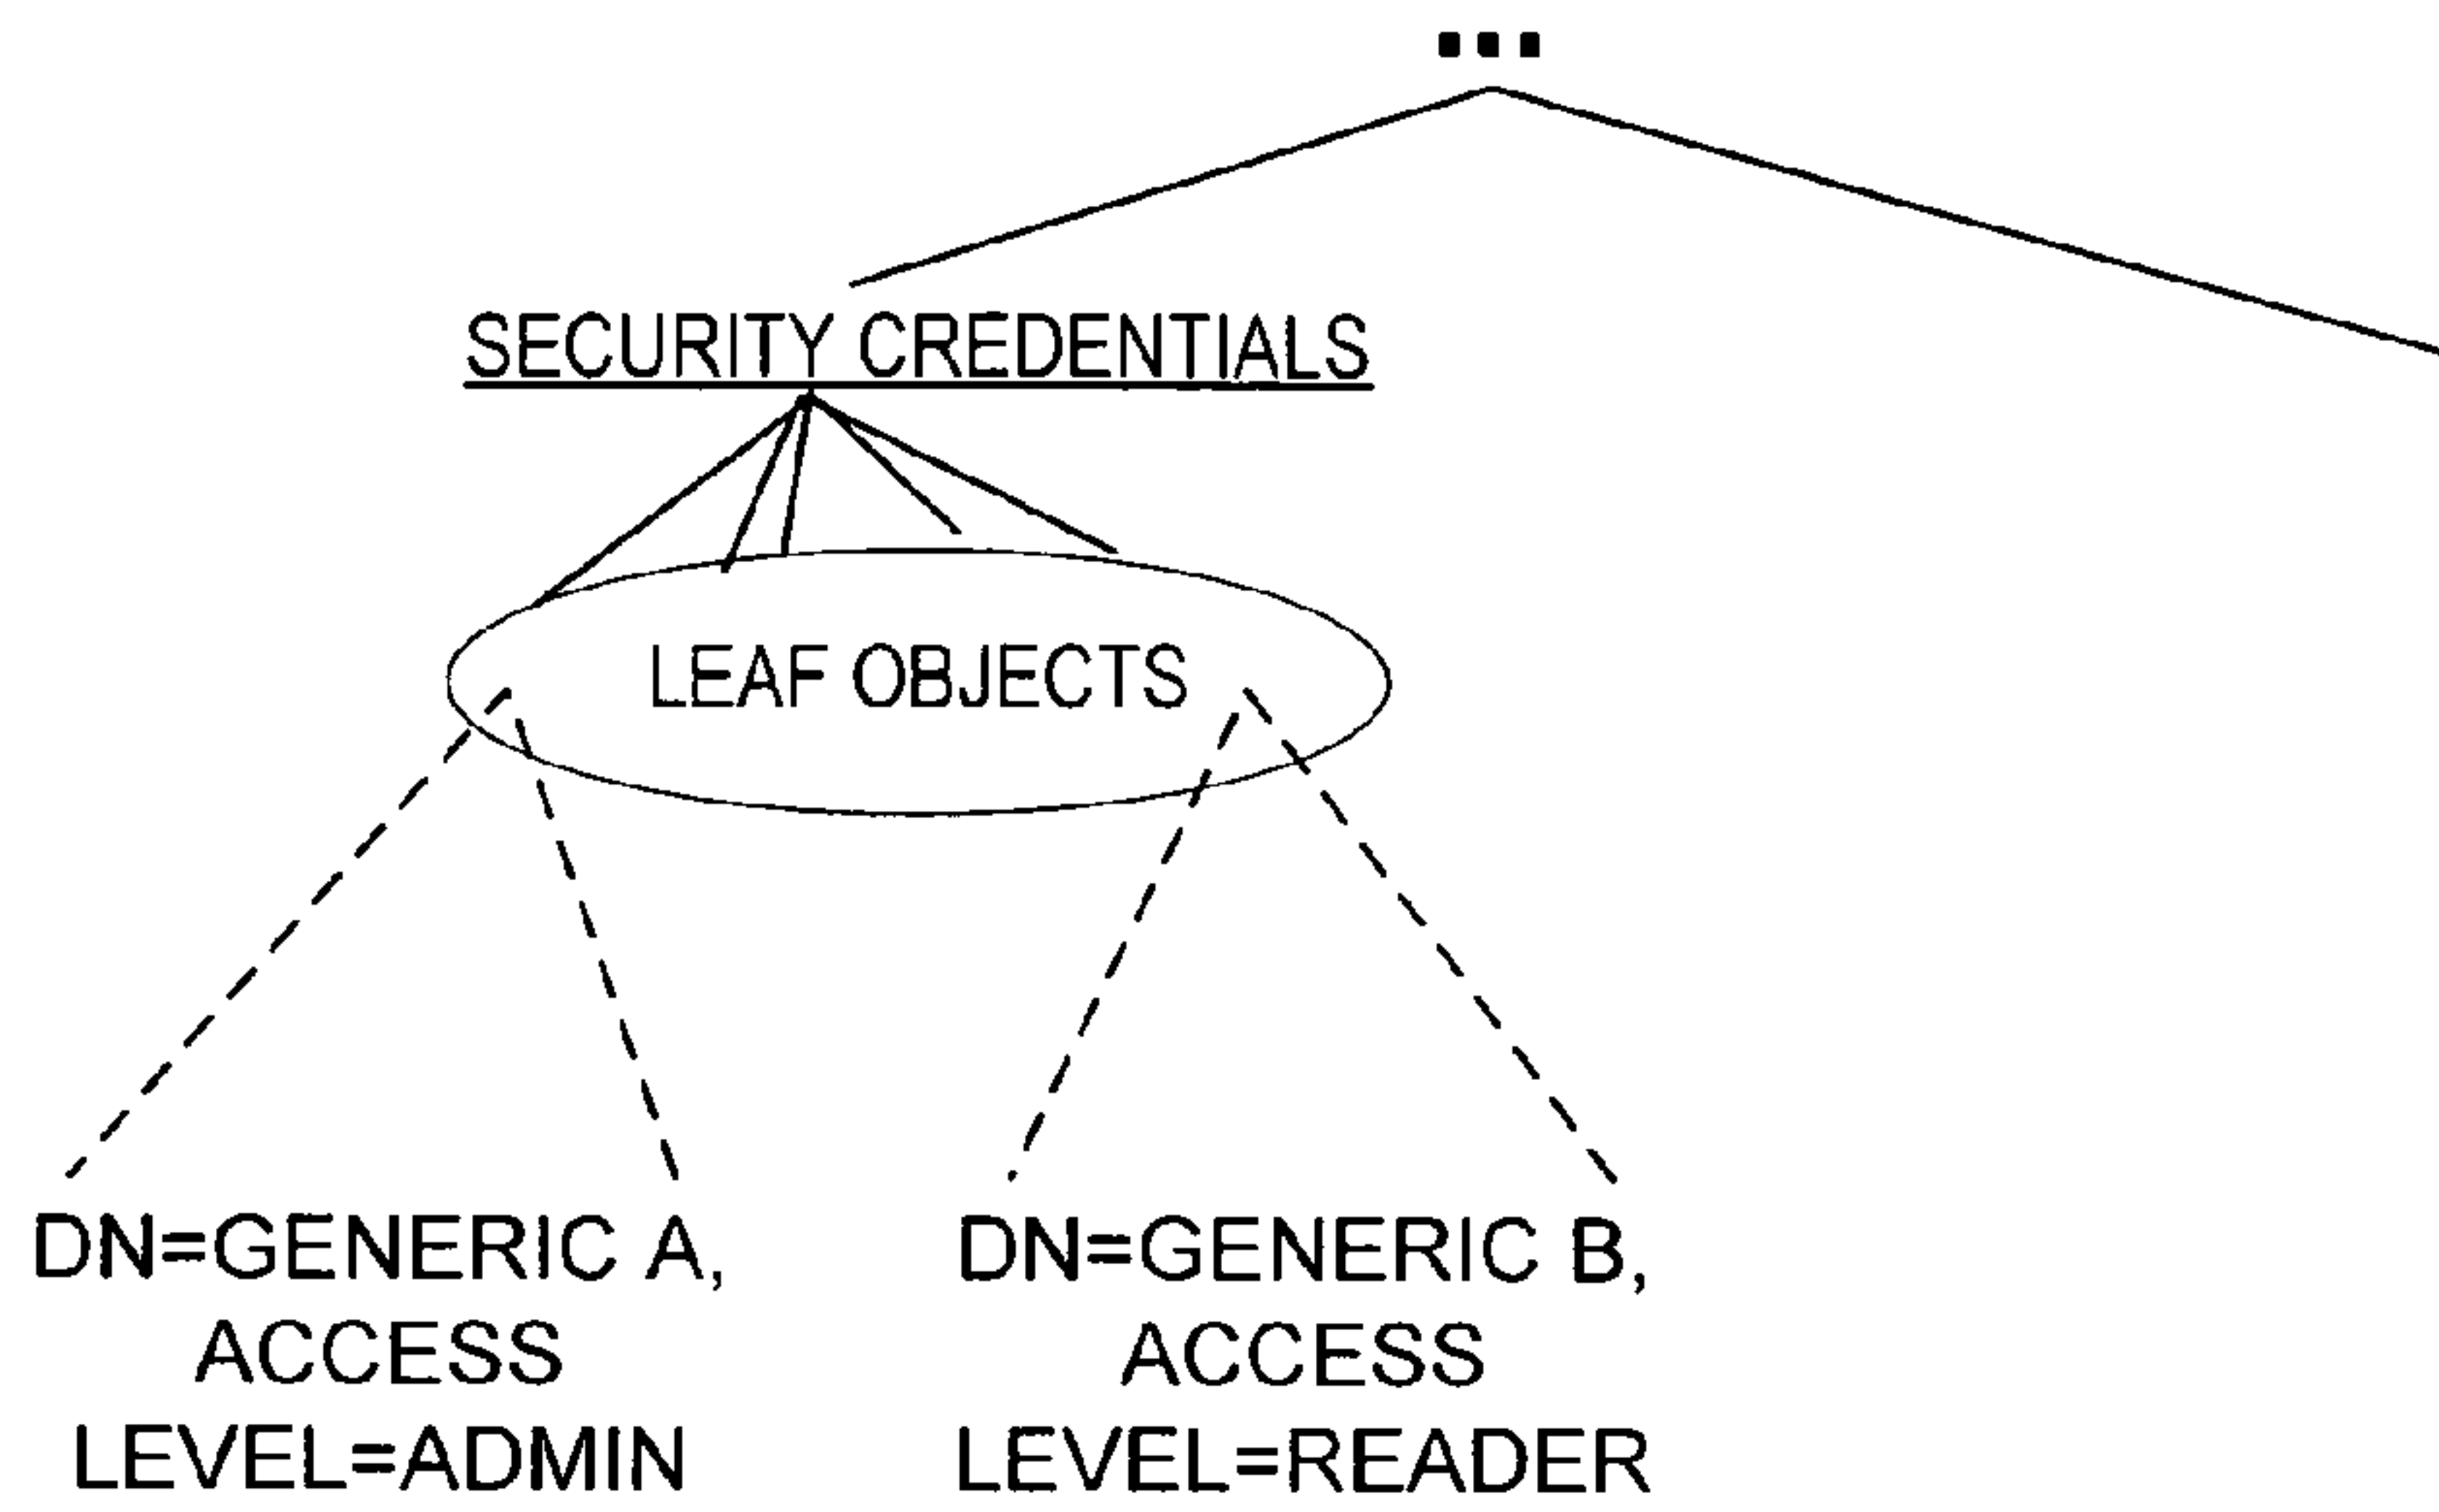 ...
SECURITY CREDENTIALS
LEAF OBJECTS
DN=GENERIC A,
ACCESS
LEVEL=ADMIN
DN=GENERIC B,
ACCESS
LEVEL=READER